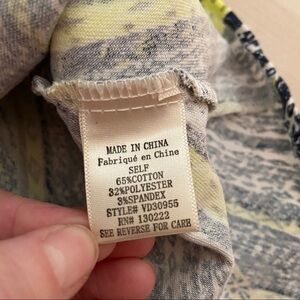 MADE IN CHINA
Fabriqué en Chine
SELF
65%COTTON
32%POLYESTER
3%SPANDEX
STYLE# YD30955
RN# 130222
SEE REVERSE FOR CARE